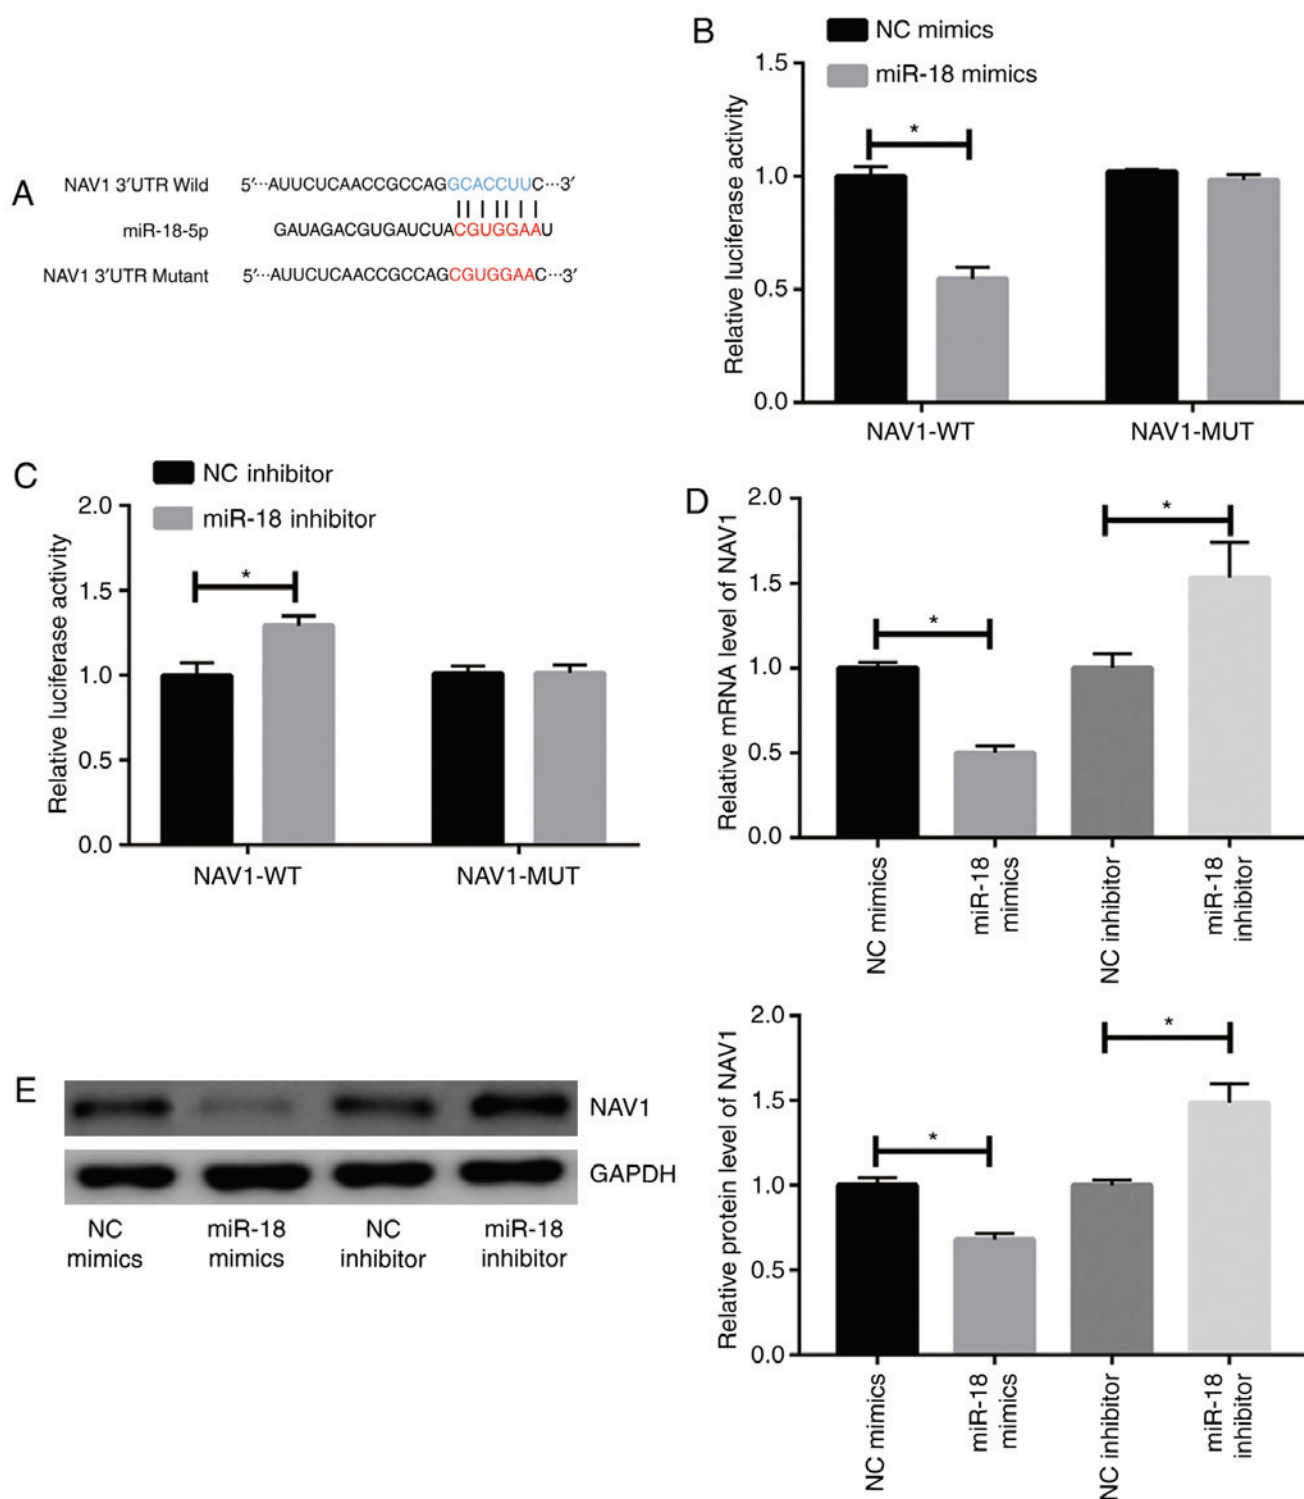 A
NAV1 3′UTR Wild 5′···AUUCUCAACCGCCAGGCACCUUC···3′
miR-18-5p GAUAGACGUGAUCUACGUGGAAU
NAV1 3′UTR Mutant 5′···AUUCUCAACCGCCAGCGUGGAAC···3′
B
NC mimics
miR-18 mimics
Relative luciferase activity
1.5
1.0
0.5
0.0
*
NAV1-WT NAV1-MUT
C
NC inhibitor
miR-18 inhibitor
Relative luciferase activity
2.0
1.5
1.0
0.5
0.0
*
NAV1-WT NAV1-MUT
D
Relative mRNA level of NAV1
2.0
1.5
1.0
0.5
0.0
*
*
NC mimics
miR-18
mimics
NC inhibitor
miR-18
inhibitor
E
NAV1
GAPDH
NC
mimics
miR-18
mimics
NC
inhibitor
miR-18
inhibitor
Relative protein level of NAV1
2.0
1.5
1.0
0.5
0.0
*
*
NC mimics
miR-18
mimics
NC inhibitor
miR-18
inhibitor